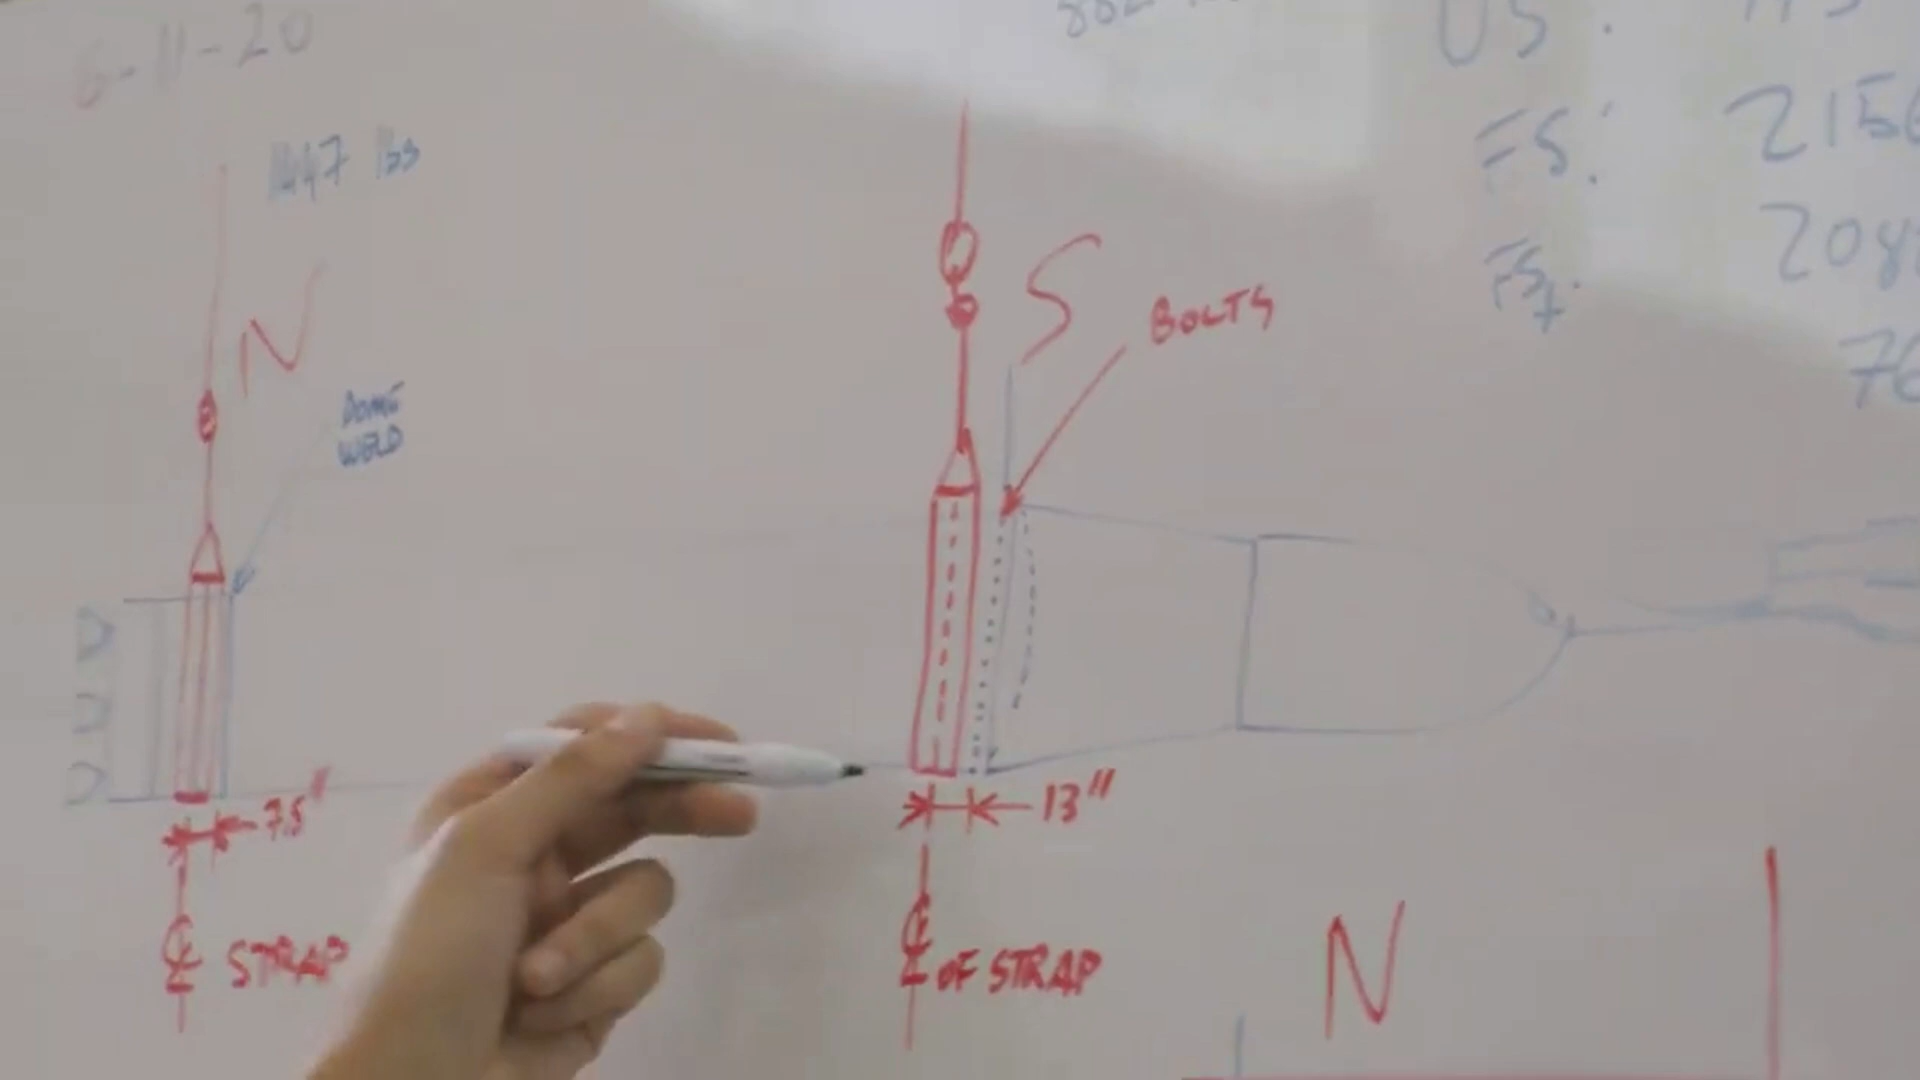 6-11-20
1447 lbs
US:
FS: 2156
FS: 208
76
N
S
BOLTS
DOME
WELD
D
D
D
7.5"
13"
℄ STRAP
℄ OF STRAP
N